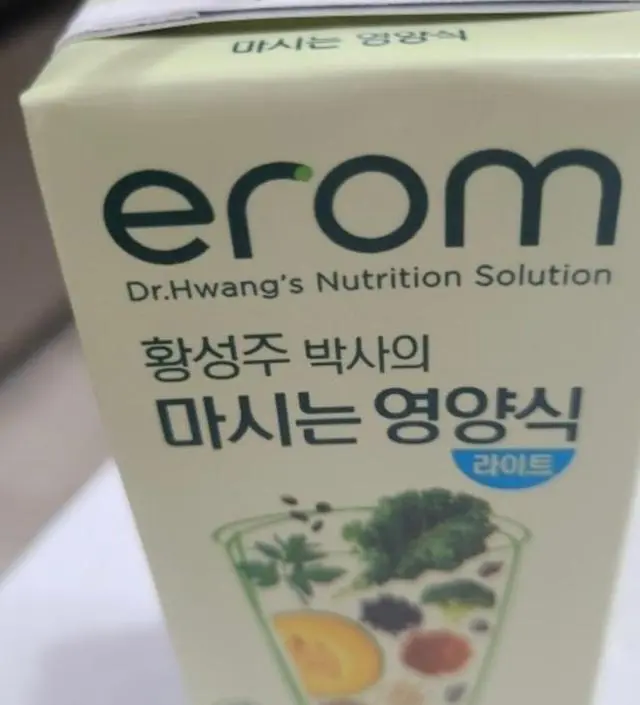 마시는 영양식
erom
Dr.Hwang's Nutrition Solution
황성주 박사의
마시는 영양식
라이트